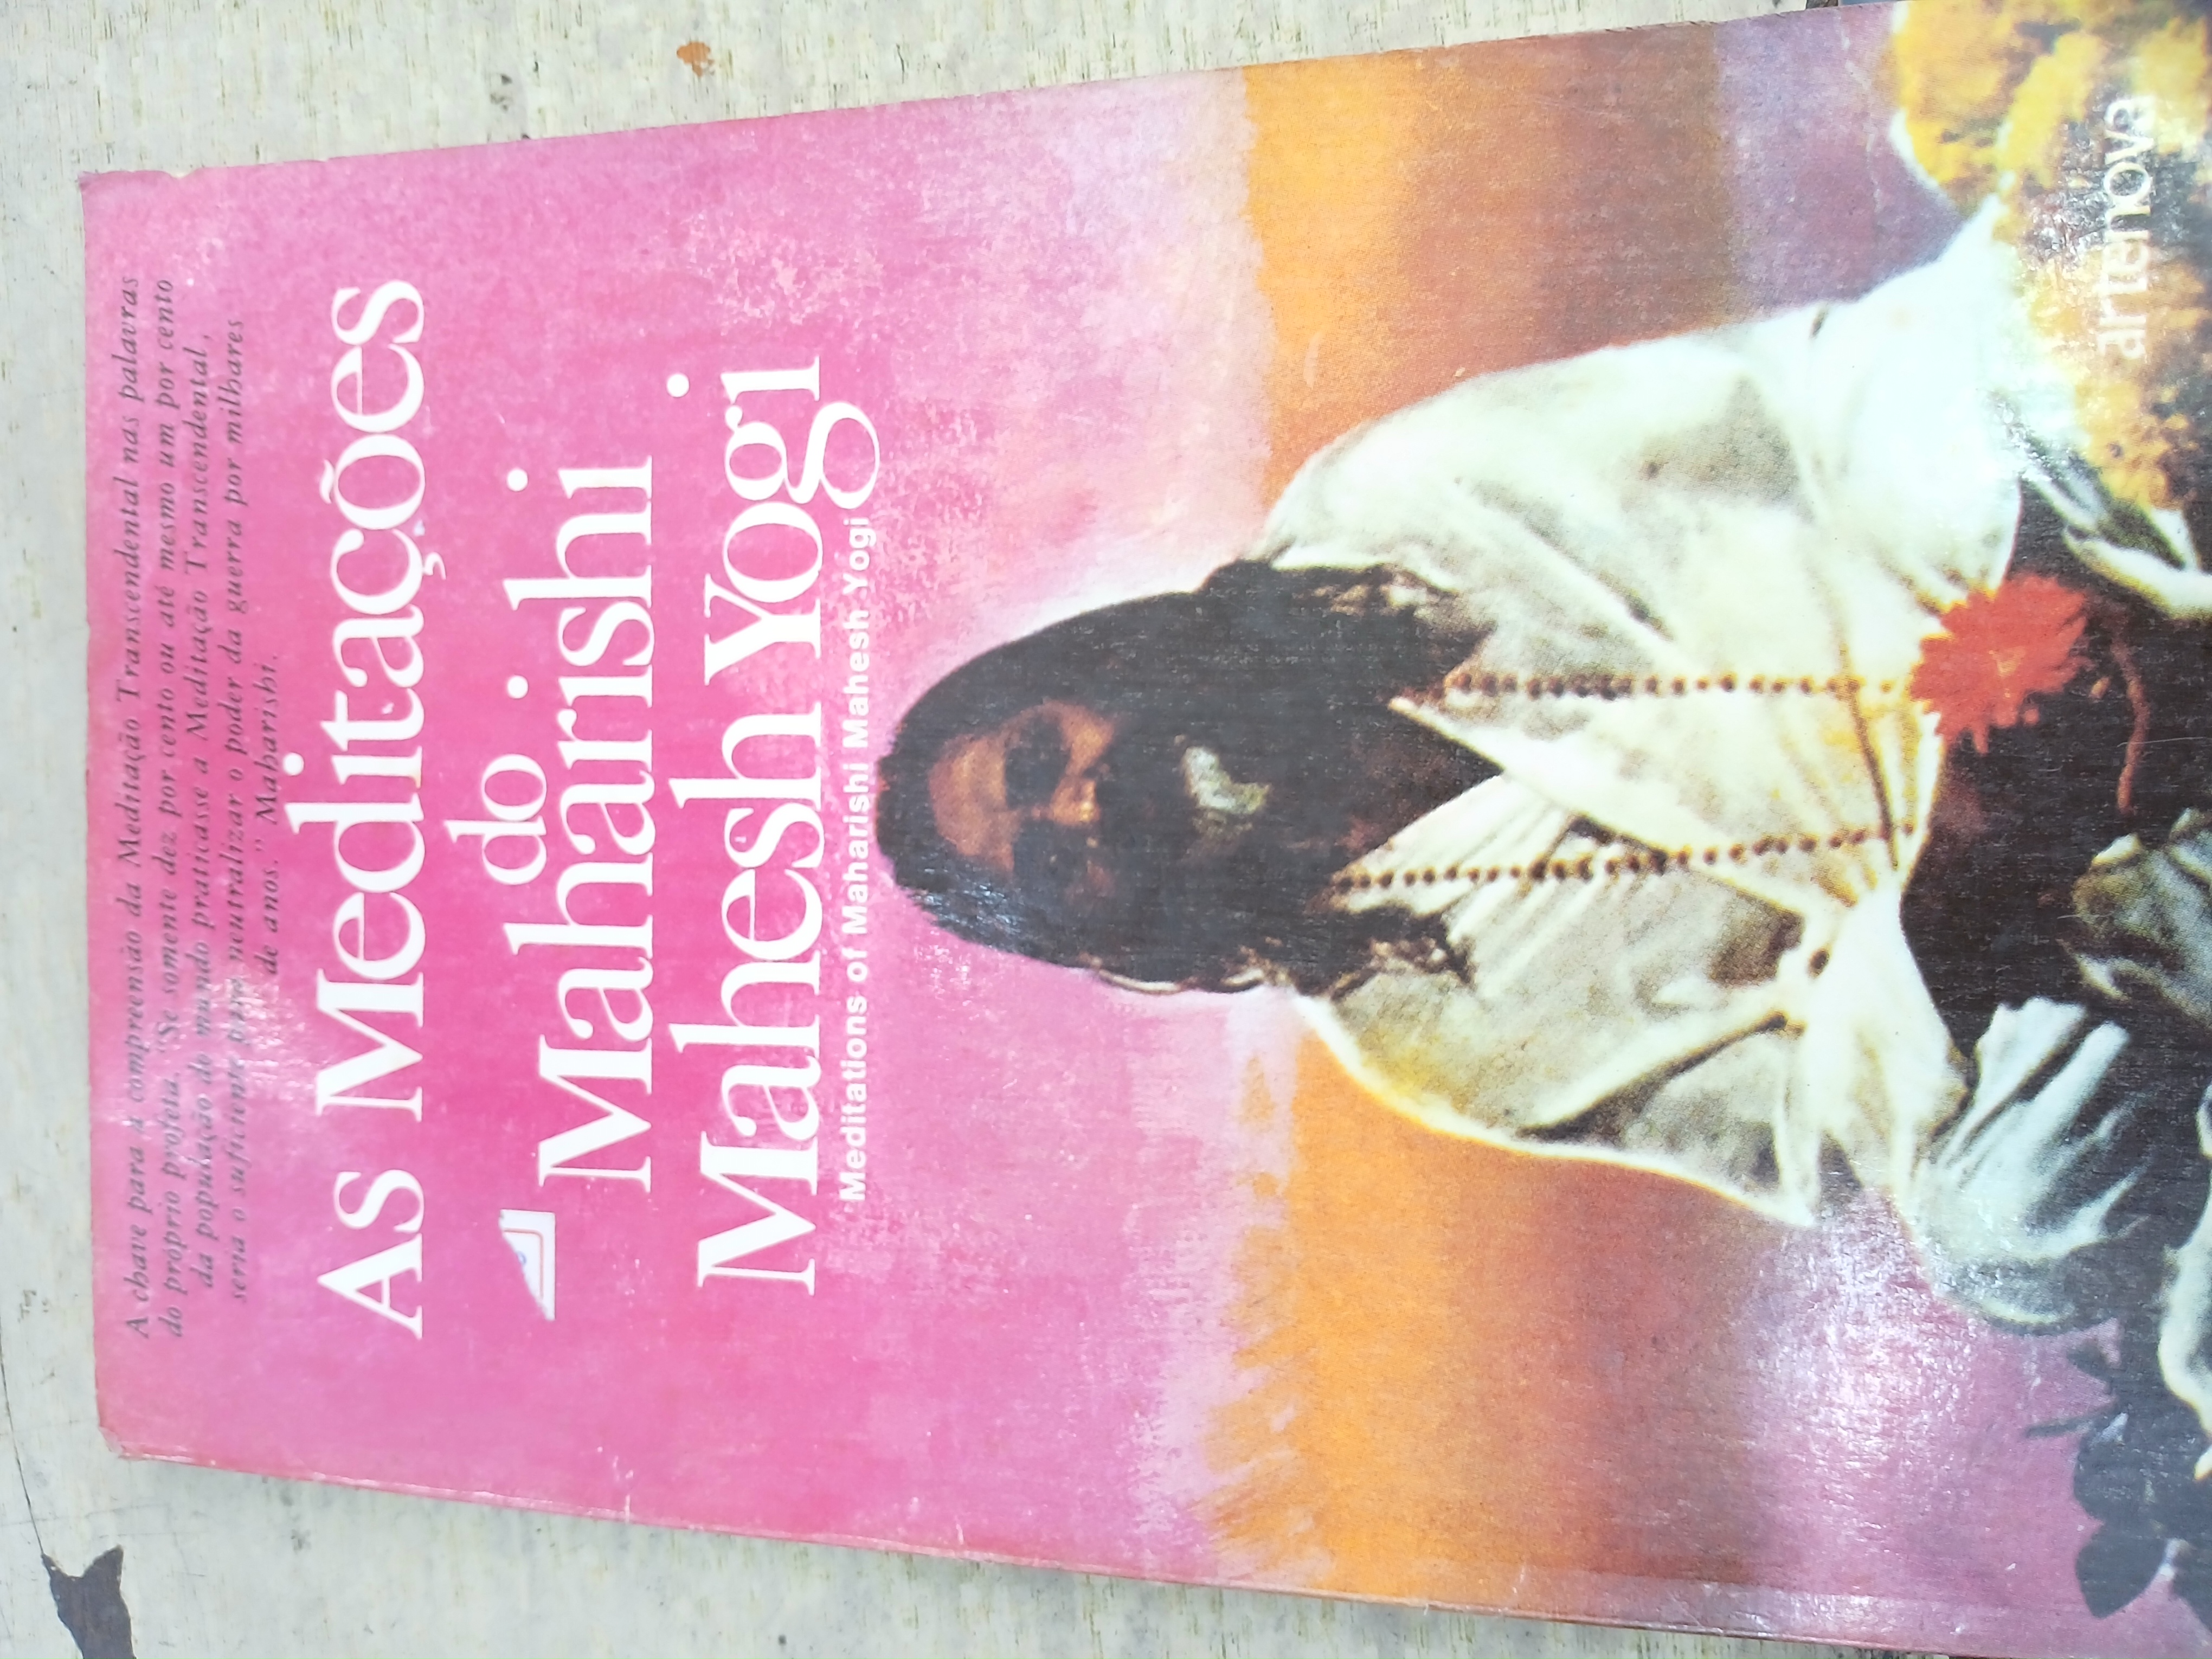 A chave para a compreensão da Meditação Transcendental nas palavras
do próprio profeta. "Se somente dez por cento ou até mesmo um por cento
da população do mundo praticasse a Meditação Transcendental,
seria o suficiente para neutralizar o poder da guerra por milhares
de anos." Maharishi.
As Meditações
do
Maharishi
Mahesh Yogi
Meditations of Maharishi Mahesh Yogi
artenova